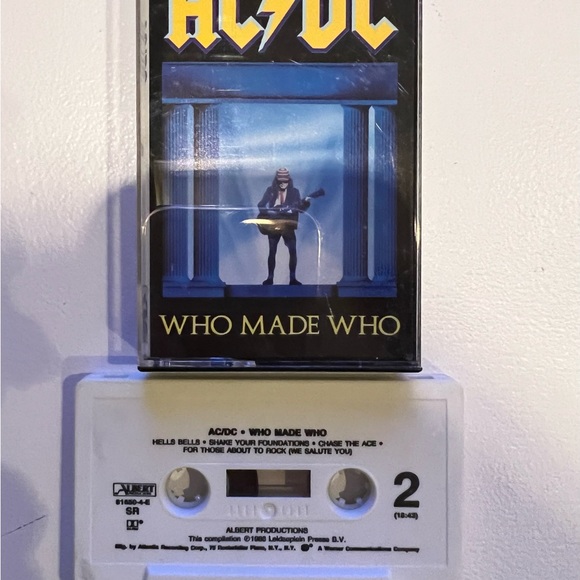 AC/DC
WHO MADE WHO
AC/DC • WHO MADE WHO
HELLS BELLS • SHAKE YOUR FOUNDATIONS • CHASE THE ACE •
FOR THOSE ABOUT TO ROCK (WE SALUTE YOU)
ALBERT
81650-4-E
SR
2
(18:43)
ALBERT PRODUCTIONS
This compilation ℗1986 Leidseplein Presse B.V.
Mfg. by Atlantic Recording Corp., 75 Rockefeller Plaza, N.Y., N.Y. A Warner Communications Company